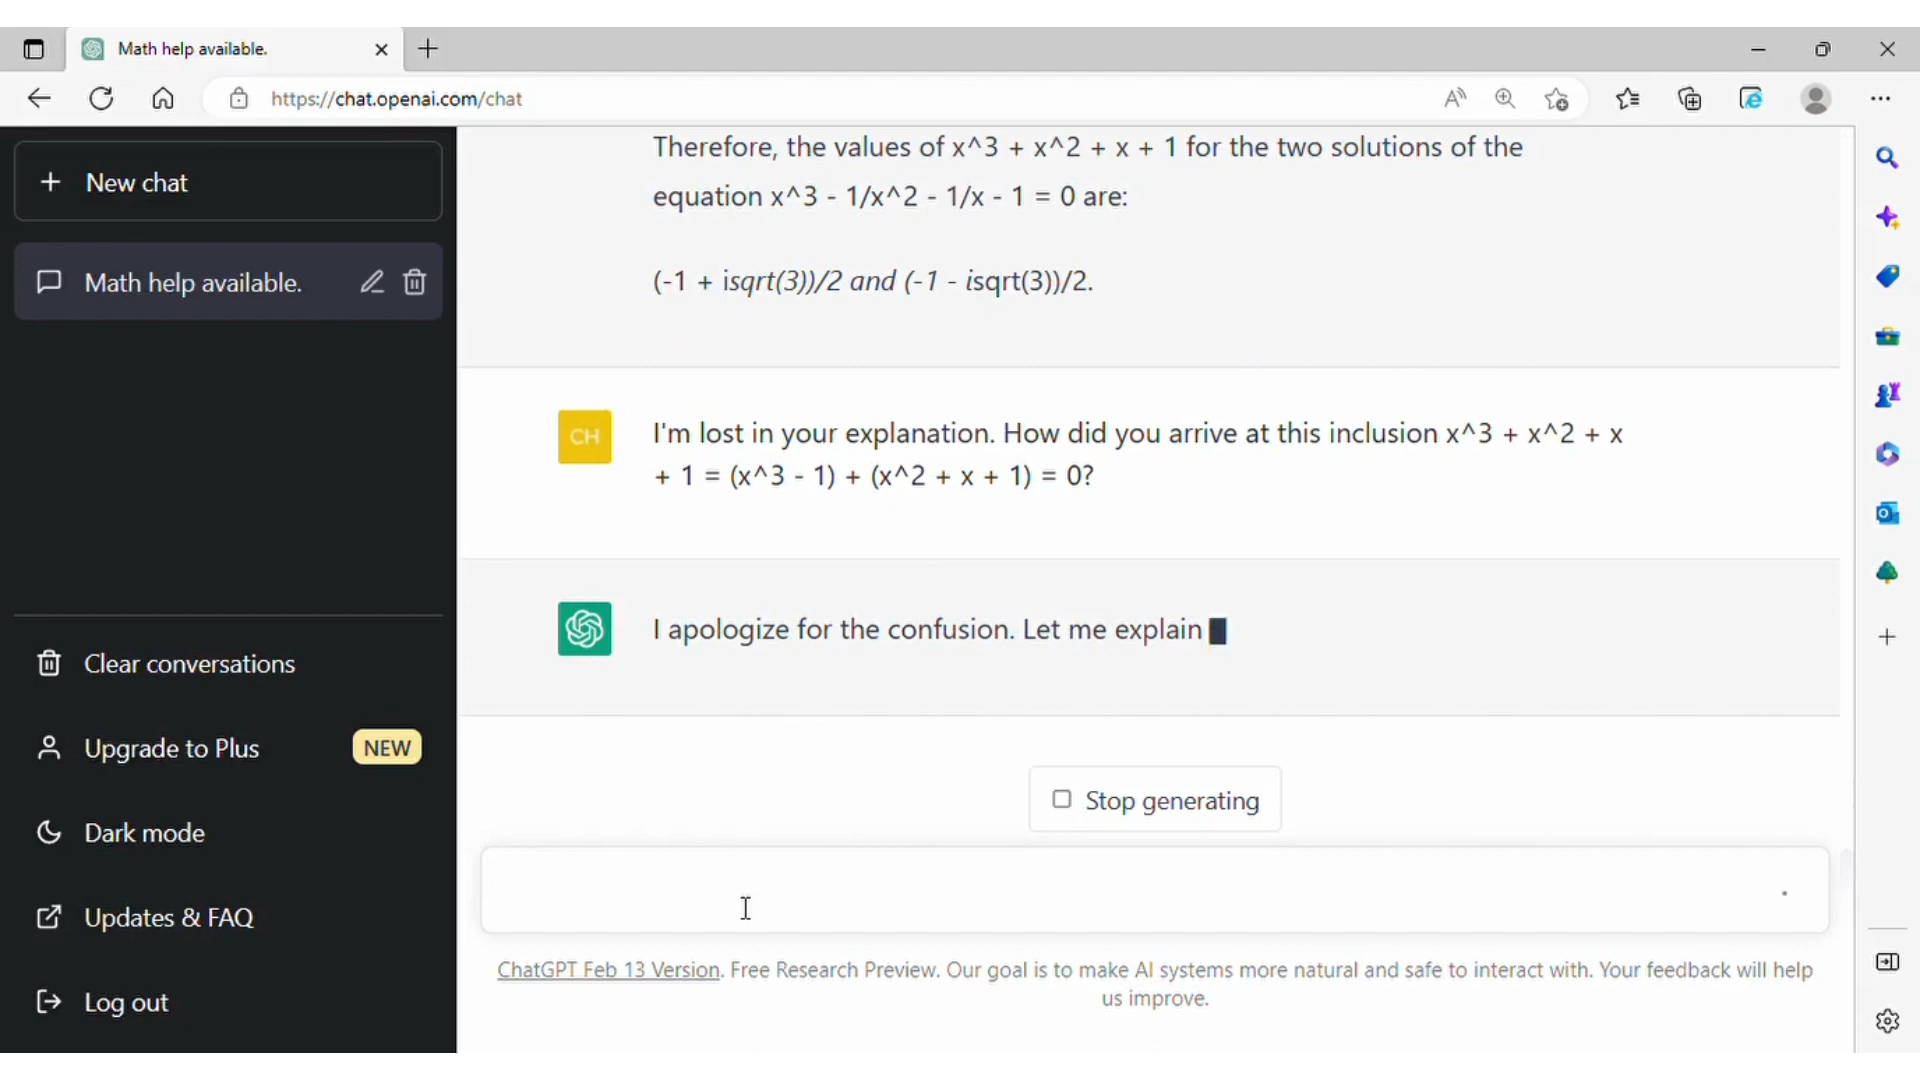 Math help available.
https://chat.openai.com/chat
New chat
Math help available.
Clear conversations
Upgrade to Plus NEW
Dark mode
Updates & FAQ
Log out
Therefore, the values of x^3 + x^2 + x + 1 for the two solutions of the
equation x^3 - 1/x^2 - 1/x - 1 = 0 are:
(-1 + isqrt(3))/2 and (-1 - isqrt(3))/2.
CH
I'm lost in your explanation. How did you arrive at this inclusion x^3 + x^2 + x
+ 1 = (x^3 - 1) + (x^2 + x + 1) = 0?
I apologize for the confusion. Let me explain
Stop generating
ChatGPT Feb 13 Version. Free Research Preview. Our goal is to make AI systems more natural and safe to interact with. Your feedback will help
us improve.